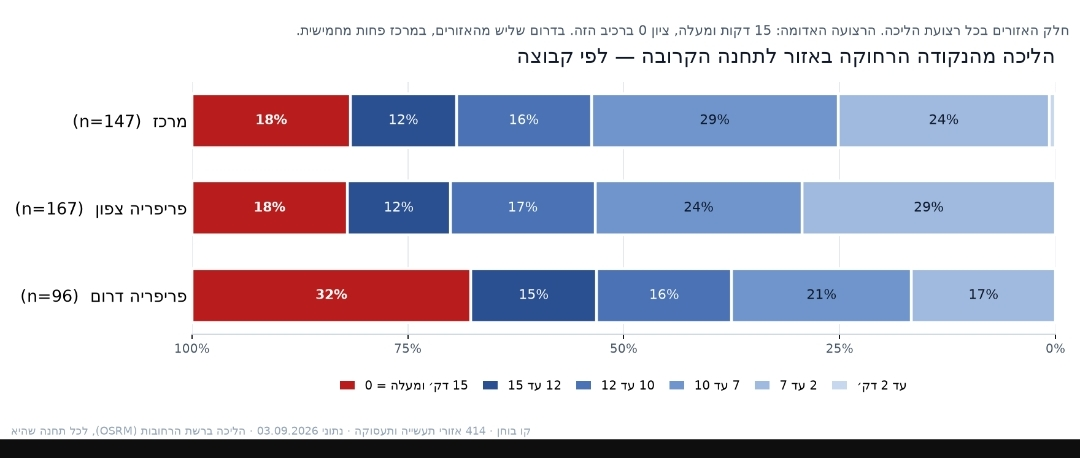 חלק האזורים בכל רצועת הליכה. הרצועה האדומה: 15 דקות ומעלה, ציון 0 ברכיב הזה. בדרום שליש מהאזורים, במרכז פחות מחמישית.
הליכה מהנקודה הרחוקה באזור לתחנה הקרובה — לפי קבוצה
מרכז (n=147)
24% 29% 16% 12% 18%
פריפריה צפון (n=167)
29% 24% 17% 12% 18%
פריפריה דרום (n=96)
17% 21% 16% 15% 32%
0% 25% 50% 75% 100%
עד 2 דק׳ 2 עד 7 7 עד 10 10 עד 12 12 עד 15 15 דק׳ ומעלה = 0
קו בוחן · 414 אזורי תעשייה ותעסוקה · נתוני 03.09.2026 · הליכה ברשת הרחובות (OSRM), לכל תחנה שהיא